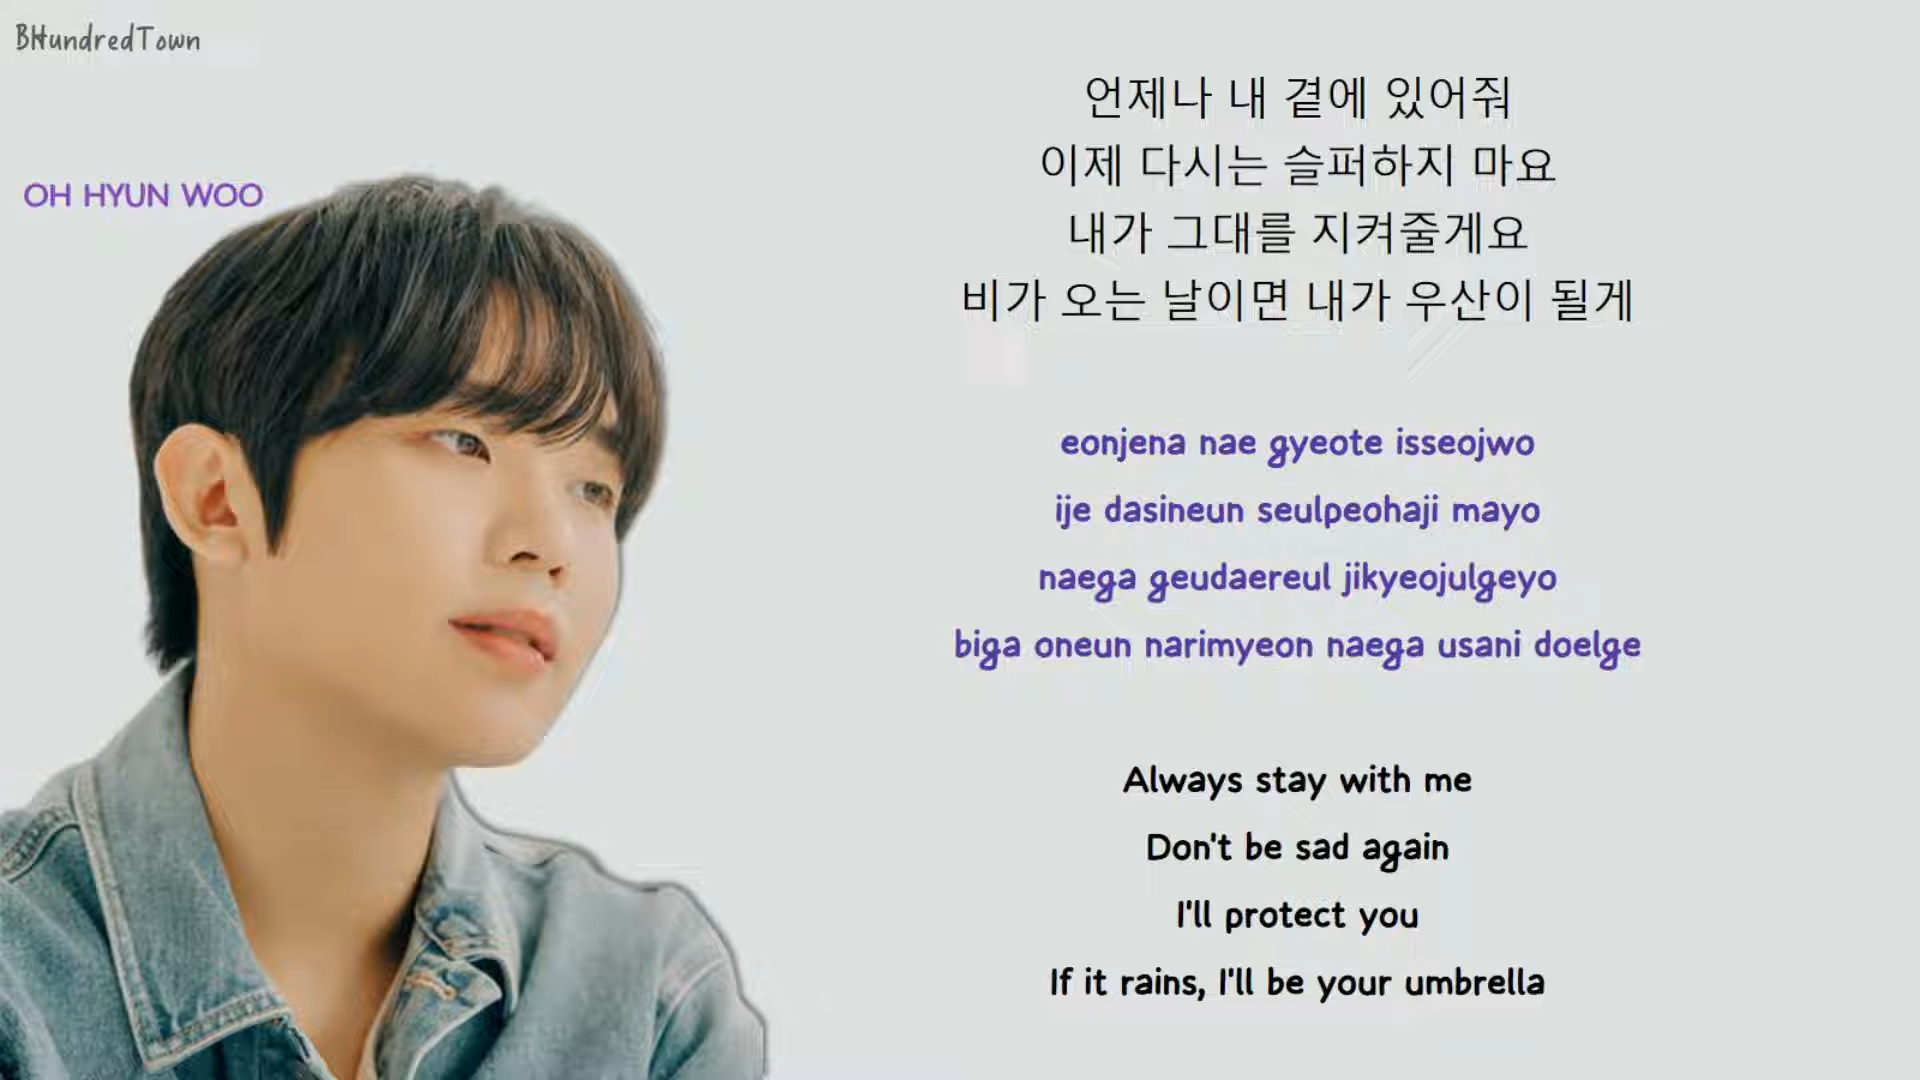 BHundredTown
OH HYUN WOO
언제나 내 곁에 있어줘
이제 다시는 슬퍼하지 마요
내가 그대를 지켜줄게요
비가 오는 날이면 내가 우산이 될게
eonjena nae gyeote isseojwo
ije dasineun seulpeohaji mayo
naega geudaereul jikyeojulgeyo
biga oneun narimyeon naega usani doelge
Always stay with me
Don't be sad again
I'll protect you
If it rains, I'll be your umbrella